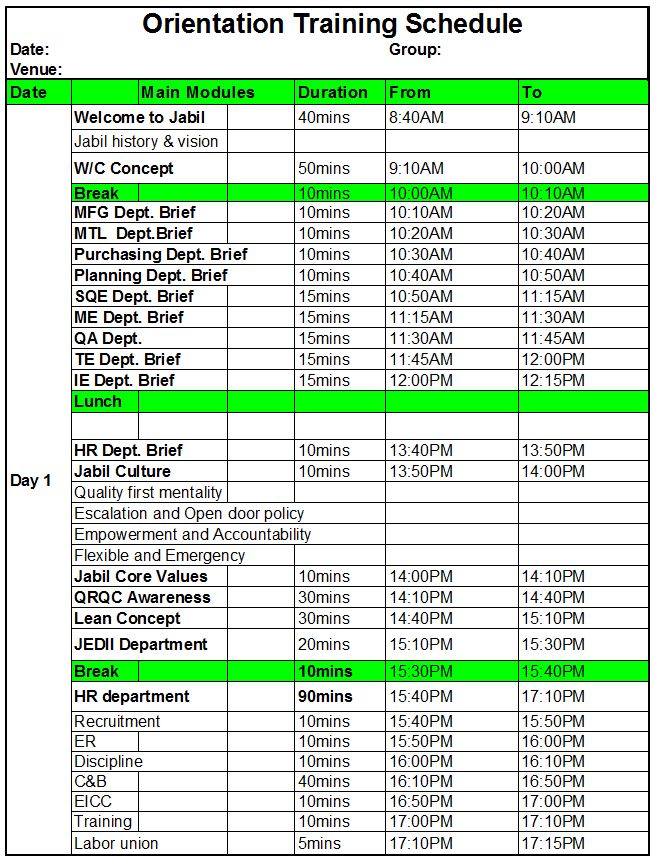 Orientation Training Schedule
Date: Group:
Venue:
Date Main Modules Duration From To
Welcome to Jabil 40mins 8:40AM 9:10AM
Jabil history & vision
W/C Concept 50mins 9:10AM 10:00AM
Break 10mins 10:00AM 10:10AM
MFG Dept. Brief 10mins 10:10AM 10:20AM
MTL Dept.Brief 10mins 10:20AM 10:30AM
Purchasing Dept. Brief 10mins 10:30AM 10:40AM
Planning Dept. Brief 10mins 10:40AM 10:50AM
SQE Dept. Brief 15mins 10:50AM 11:15AM
ME Dept. Brief 15mins 11:15AM 11:30AM
QA Dept. 15mins 11:30AM 11:45AM
TE Dept. Brief 15mins 11:45AM 12:00PM
IE Dept. Brief 15mins 12:00PM 12:15PM
Lunch
HR Dept. Brief 10mins 13:40PM 13:50PM
Jabil Culture 10mins 13:50PM 14:00PM
Day 1
Quality first mentality
Escalation and Open door policy
Empowerment and Accountability
Flexible and Emergency
Jabil Core Values 10mins 14:00PM 14:10PM
QRQC Awareness 30mins 14:10PM 14:40PM
Lean Concept 30mins 14:40PM 15:10PM
JEDII Department 20mins 15:10PM 15:30PM
Break 10mins 15:30PM 15:40PM
HR department 90mins 15:40PM 17:10PM
Recruitment 10mins 15:40PM 15:50PM
ER 10mins 15:50PM 16:00PM
Discipline 10mins 16:00PM 16:10PM
C&B 40mins 16:10PM 16:50PM
EICC 10mins 16:50PM 17:00PM
Training 10mins 17:00PM 17:10PM
Labor union 5mins 17:10PM 17:15PM